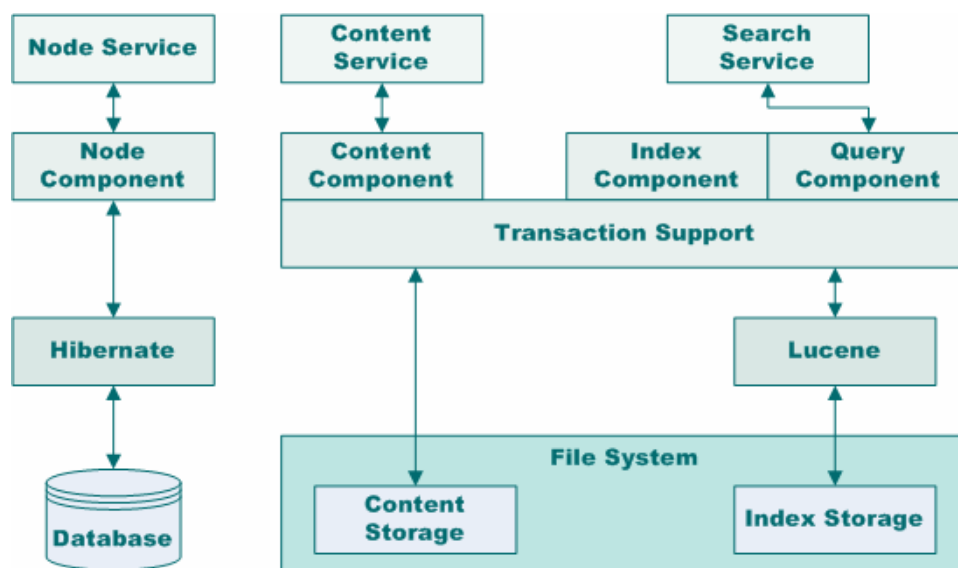 Node Service
Content
Service
Search
Service
Node
Component
Content
Component
Index
Component
Query
Component
Transaction Support
Hibernate
Lucene
File System
Content
Storage
Index Storage
Database